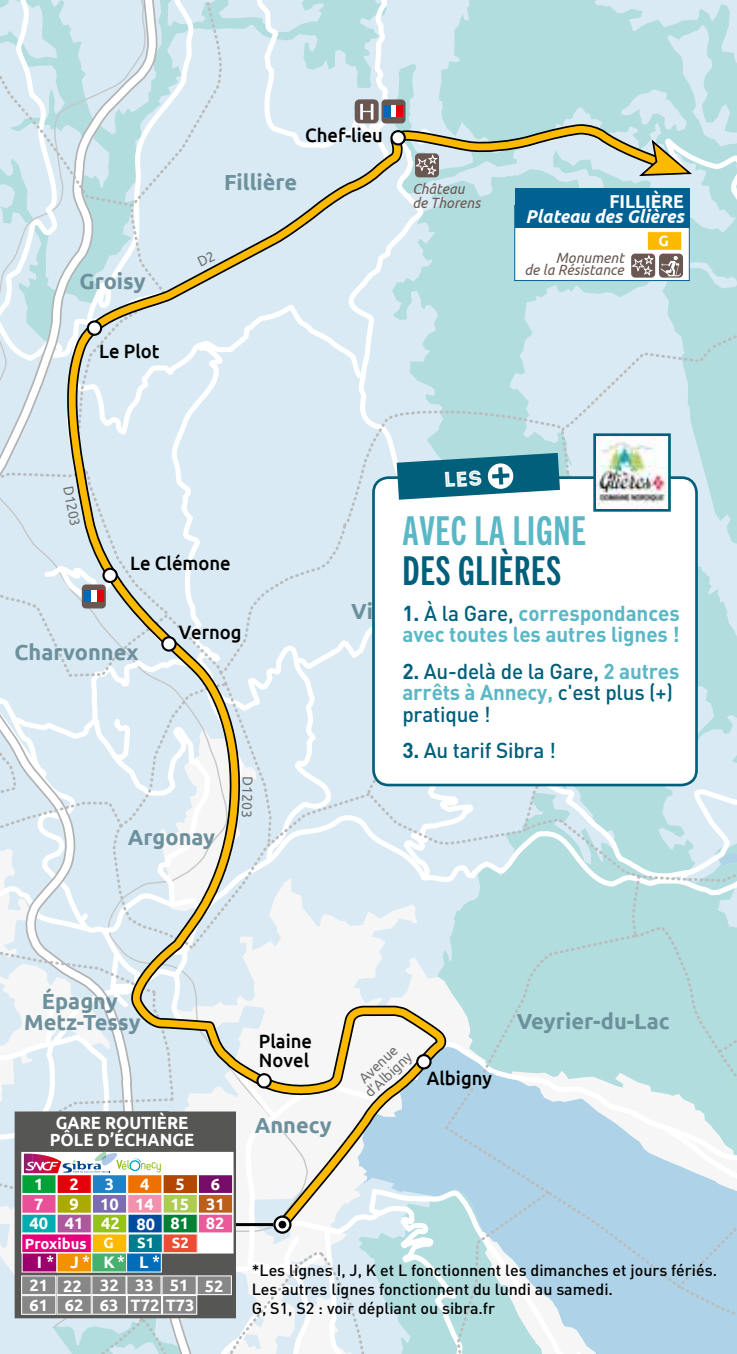 H
Chef-lieu
Fillière
Château
de Thorens
FILLIÈRE
Plateau des Glières
G
Monument
de la Résistance
D2
Groisy
Le Plot
D1203
LES +
Glières
DOMAINE NORDIQUE
AVEC LA LIGNE
DES GLIÈRES
1. À la Gare, correspondances
avec toutes les autres lignes !
2. Au-delà de la Gare, 2 autres
arrêts à Annecy, c'est plus (+)
pratique !
3. Au tarif Sibra !
Le Clémone
Vernog
Vi
Charvonnex
D1203
Argonay
Épagny
Metz-Tessy
Veyrier-du-Lac
Plaine
Novel
Avenue
d'Albigny
Albigny
Annecy
GARE ROUTIÈRE
PÔLE D'ÉCHANGE
SNCF Sibra VélOnecy
1 2 3 4 5 6
7 9 10 14 15 31
40 41 42 80 81 82
Proxibus G S1 S2
I* J* K* L*
21 22 32 33 51 52
61 62 63 T72 T73
*Les lignes I, J, K et L fonctionnent les dimanches et jours fériés.
Les autres lignes fonctionnent du lundi au samedi.
G, S1, S2 : voir dépliant ou sibra.fr